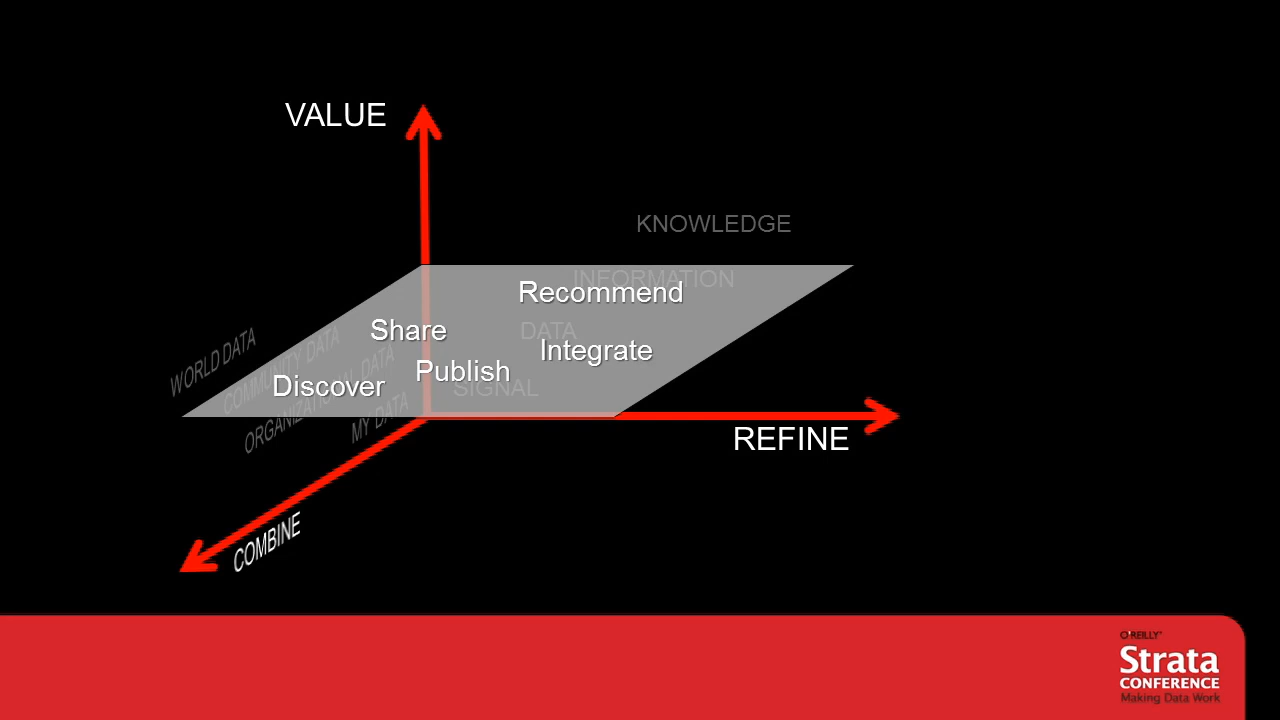 VALUE
KNOWLEDGE
INFORMATION
Recommend
Share
DATA
Integrate
WORLD DATA
COMMUNITY DATA
Publish
Discover
SIGNAL
ORGANIZATIONAL DATA
MY DATA
REFINE
COMBINE
O'REILLY®
Strata
CONFERENCE
Making Data Work